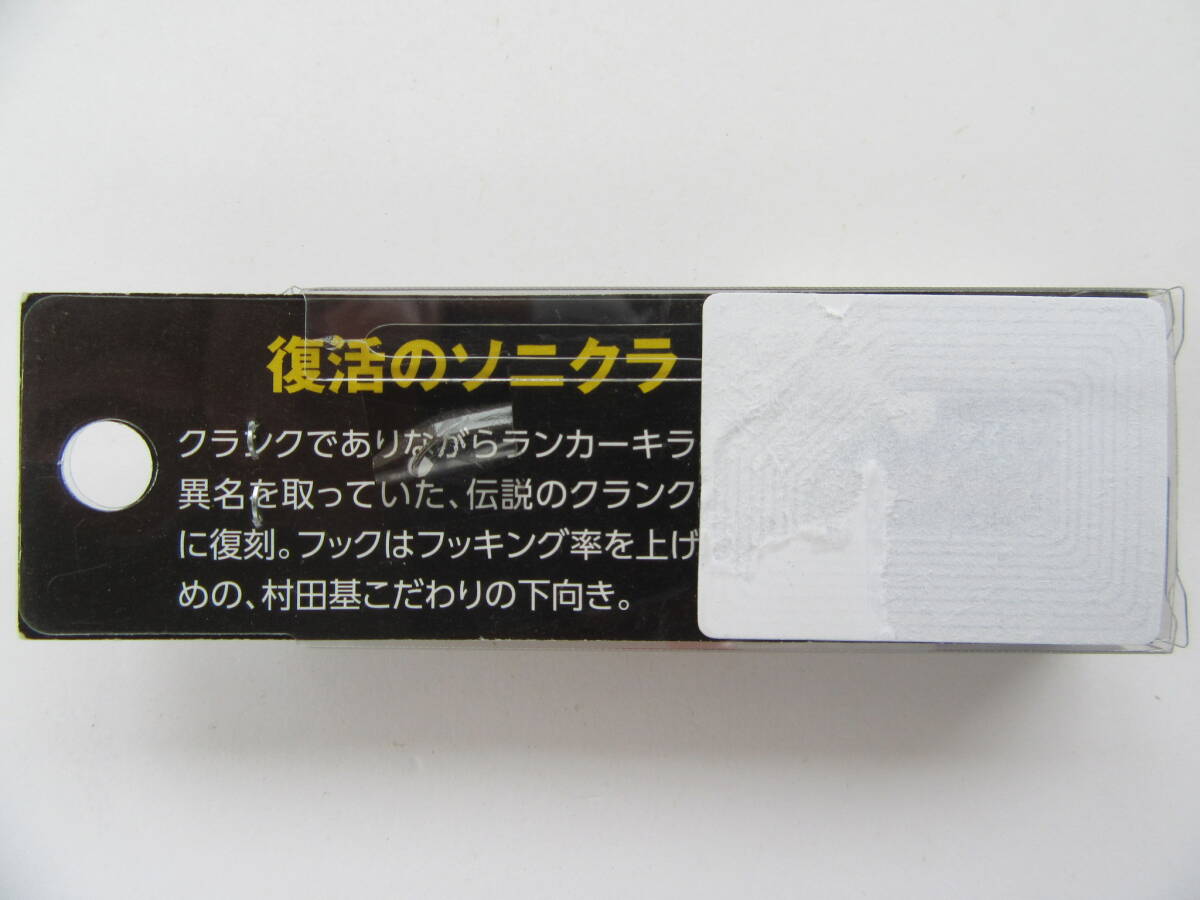 復活のソニクラ
クランクでありながらランカーキラ
異名を取っていた、伝説のクランク
に復刻。フックはフッキング率を上げ
めの、村田基こだわりの下向き。